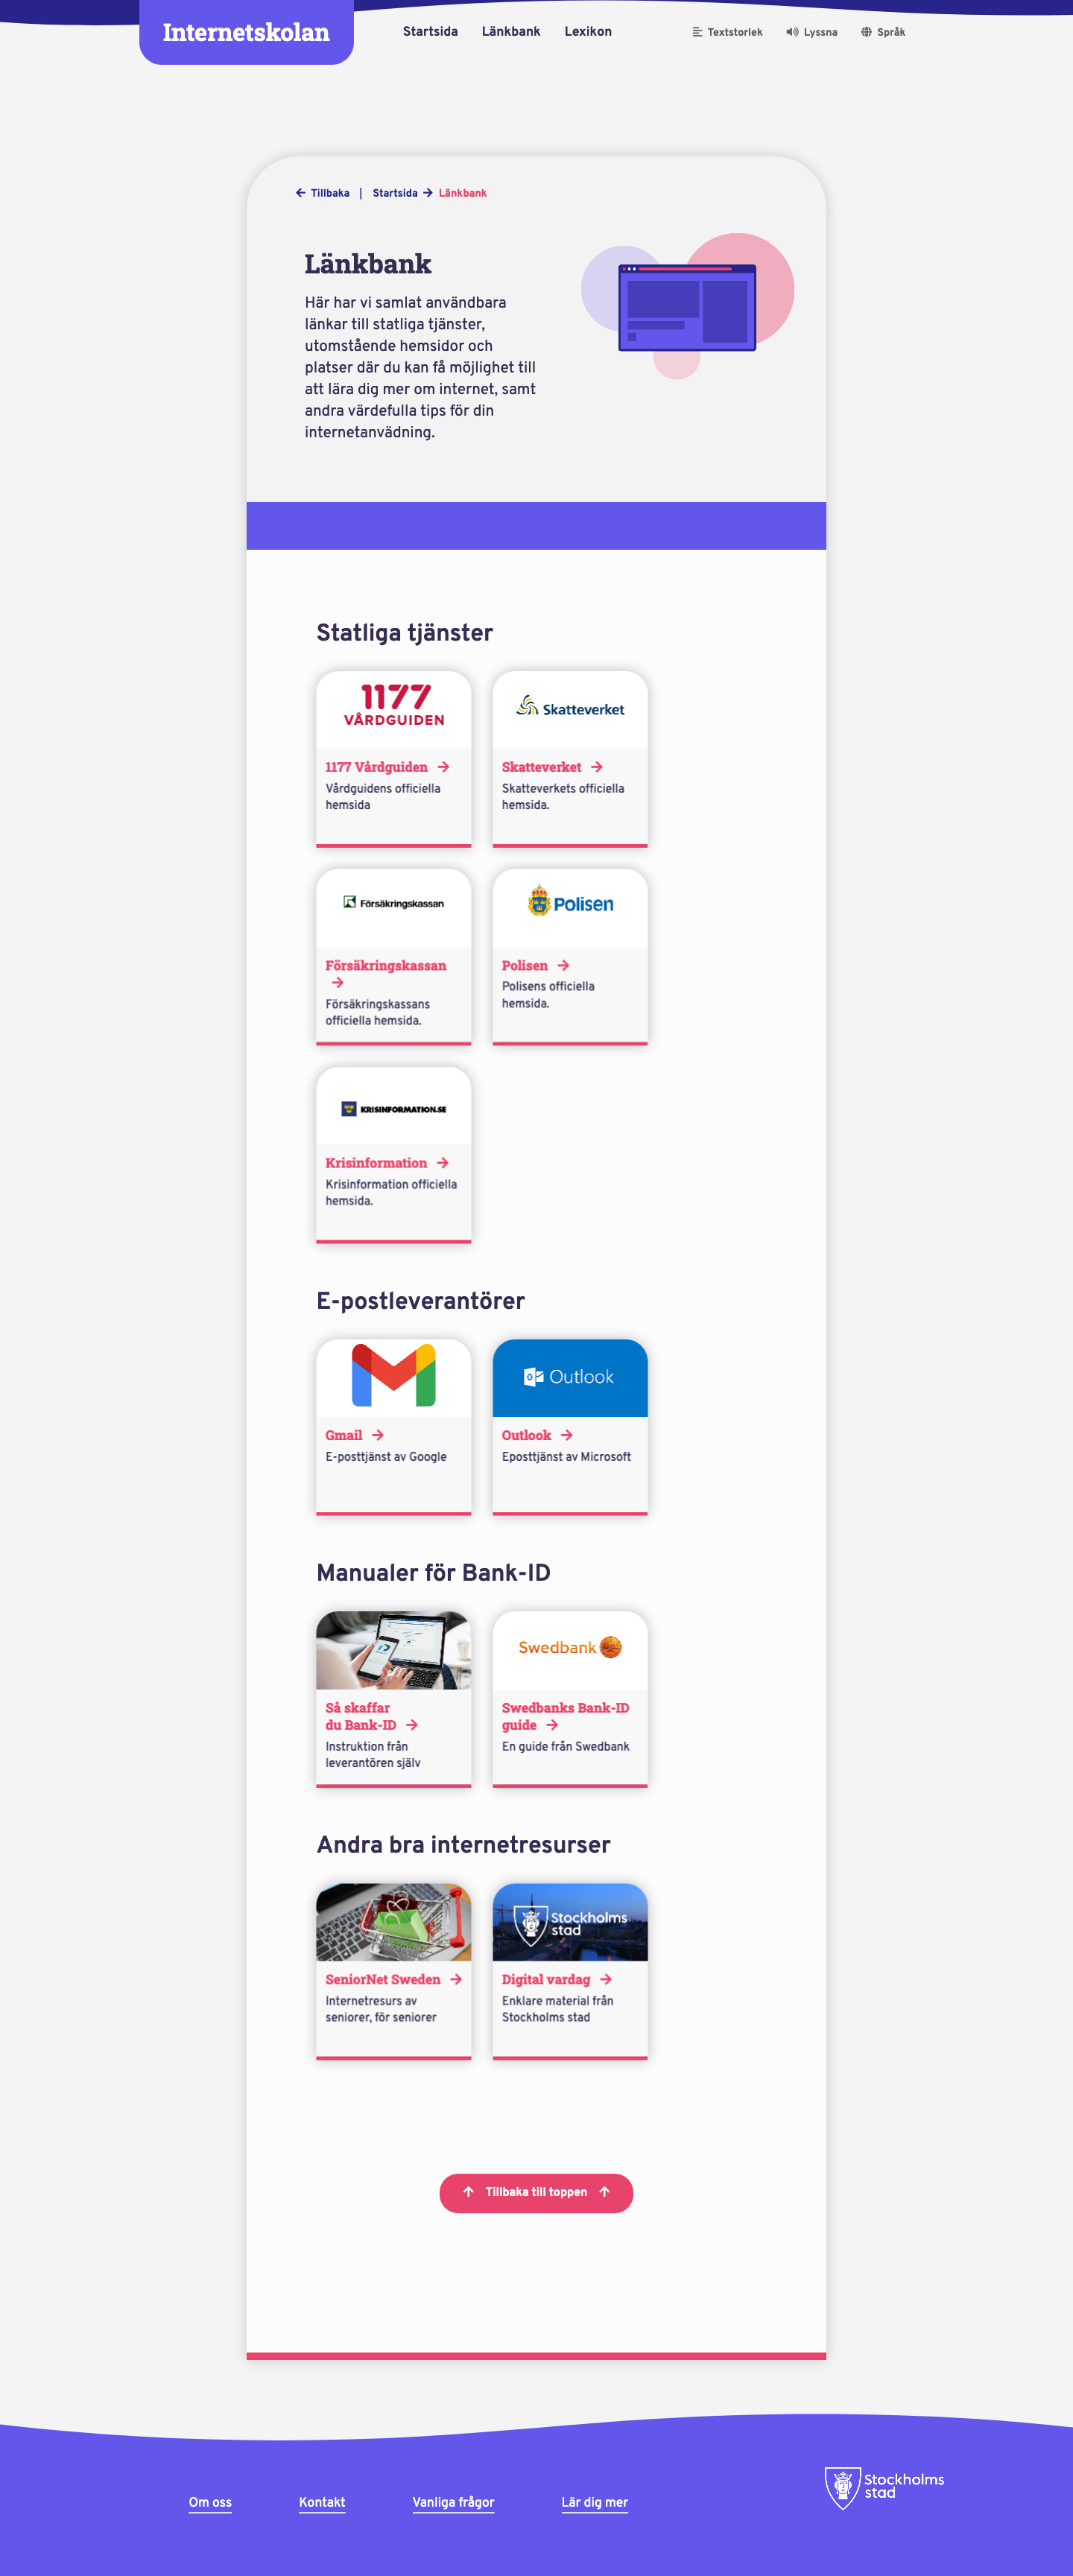 Internetskolan
Startsida Länkbank Lexikon
Textstorlek Lyssna Språk
Tillbaka | Startsida Länkbank
Länkbank
Här har vi samlat användbara
länkar till statliga tjänster,
utomstående hemsidor och
platser där du kan få möjlighet till
att lära dig mer om internet, samt
andra värdefulla tips för din
internetanvädning.
Statliga tjänster
1177
VÅRDGUIDEN
1177 Vårdguiden
Vårdguidens officiella
hemsida
Skatteverket
Skatteverket
Skatteverkets officiella
hemsida.
Försäkringskassan
Försäkringskassan
Försäkringskassans
officiella hemsida.
Polisen
Polisen
Polisens officiella
hemsida.
KRISINFORMATION.SE
Krisinformation
Krisinformation officiella
hemsida.
E-postleverantörer
Gmail
E-posttjänst av Google
Outlook
Outlook
Eposttjänst av Microsoft
Manualer för Bank-ID
Så skaffar
du Bank-ID
Instruktion från
leverantören själv
Swedbank
Swedbanks Bank-ID
guide
En guide från Swedbank
Andra bra internetresurser
SeniorNet Sweden
Internetresurs av
seniorer, för seniorer
Stockholms
stad
Digital vardag
Enklare material från
Stockholms stad
Tillbaka till toppen
Om oss Kontakt Vanliga frågor Lär dig mer
Stockholms
stad